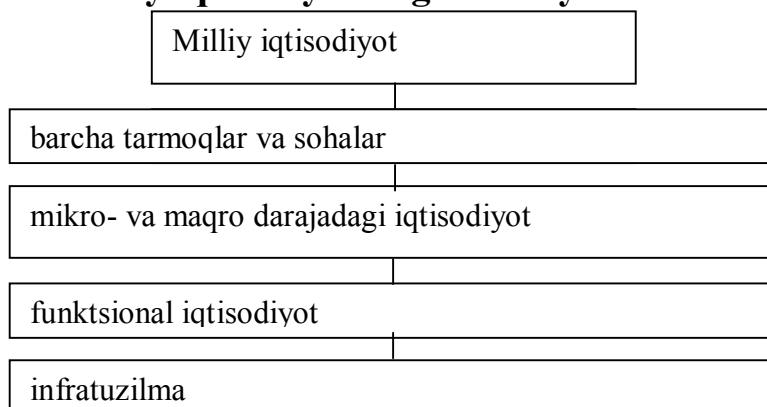 Milliy iqtisodiyot
barcha tarmoqlar va sohalar
mikro- va maqro darajadagi iqtisodiyot
funktsional iqtisodiyot
infratuzilma